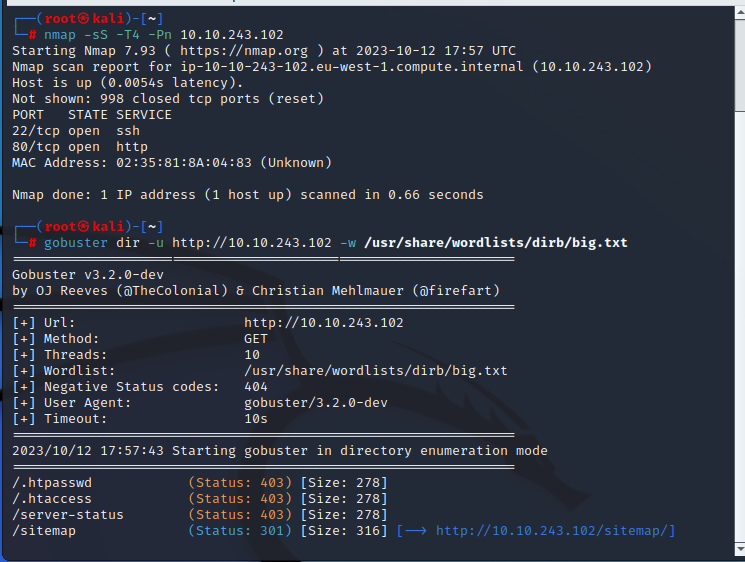 ┌──(root㉿kali)-[~]
└─# nmap -sS -T4 -Pn 10.10.243.102
Starting Nmap 7.93 ( https://nmap.org ) at 2023-10-12 17:57 UTC
Nmap scan report for ip-10-10-243-102.eu-west-1.compute.internal (10.10.243.102)
Host is up (0.0054s latency).
Not shown: 998 closed tcp ports (reset)
PORT   STATE SERVICE
22/tcp open  ssh
80/tcp open  http
MAC Address: 02:35:81:8A:04:83 (Unknown)

Nmap done: 1 IP address (1 host up) scanned in 0.66 seconds

┌──(root㉿kali)-[~]
└─# gobuster dir -u http://10.10.243.102 -w /usr/share/wordlists/dirb/big.txt
===============================================================
Gobuster v3.2.0-dev
by OJ Reeves (@TheColonial) & Christian Mehlmauer (@firefart)
===============================================================
[+] Url:                     http://10.10.243.102
[+] Method:                  GET
[+] Threads:                 10
[+] Wordlist:                /usr/share/wordlists/dirb/big.txt
[+] Negative Status codes:   404
[+] User Agent:              gobuster/3.2.0-dev
[+] Timeout:                 10s
===============================================================
2023/10/12 17:57:43 Starting gobuster in directory enumeration mode
===============================================================
/.htpasswd            (Status: 403) [Size: 278]
/.htaccess            (Status: 403) [Size: 278]
/server-status        (Status: 403) [Size: 278]
/sitemap              (Status: 301) [Size: 316] [--> http://10.10.243.102/sitemap/]